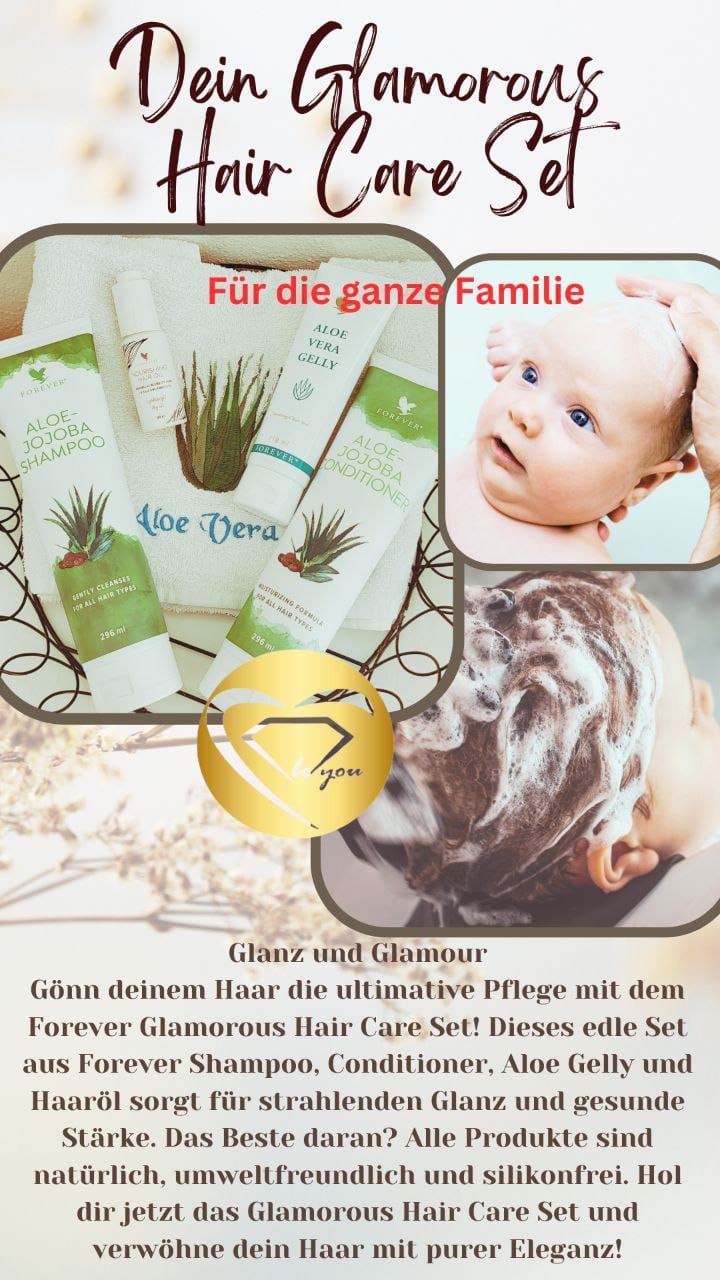 Dein Glamorous
Hair Care Set
Für die ganze Familie
FOREVER
ALOE-
JOJOBA
SHAMPOO
GENTLY CLEANSES
FOR ALL HAIR TYPES
296 ml
NOURISHING
HAIR OIL
ALOE
VERA
GELLY
118 ml
FOREVER
Aloe Vera
FOREVER
ALOE-
JOJOBA
CONDITIONER
MOISTURIZING FORMULA
FOR ALL HAIR TYPES
296 ml
you
Glanz und Glamour
Gönn deinem Haar die ultimative Pflege mit dem
Forever Glamorous Hair Care Set! Dieses edle Set
aus Forever Shampoo, Conditioner, Aloe Gelly und
Haaröl sorgt für strahlenden Glanz und gesunde
Stärke. Das Beste daran? Alle Produkte sind
natürlich, umweltfreundlich und silikonfrei. Hol
dir jetzt das Glamorous Hair Care Set und
verwöhne dein Haar mit purer Eleganz!